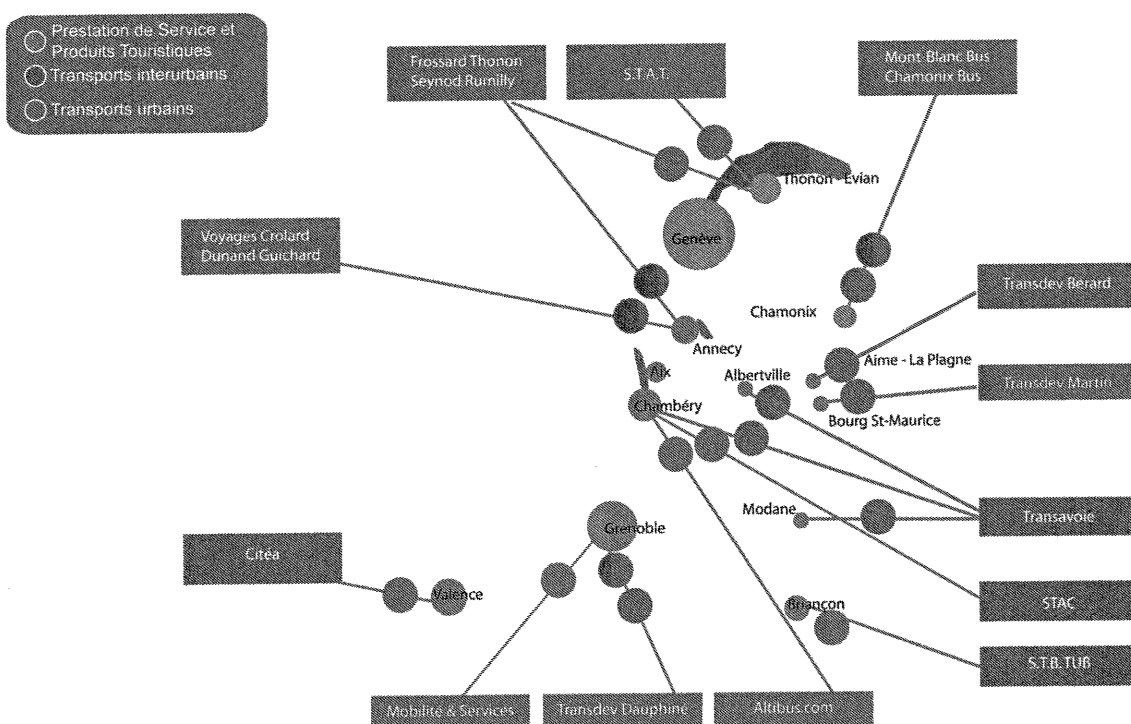 Prestation de Service et
Produits Touristiques
Transports interurbains
Transports urbains
Frossard Thonon
Seynod Rumilly
S.T.A.T.
Mont-Blanc Bus
Chamonix Bus
Thonon - Evian
Genève
Voyages Crolard
Dunand Guichard
Transdev Bérard
Chamonix
Annecy
Aime - La Plagne
Aix
Albertville
Transdev Martin
Chambéry
Bourg St-Maurice
Modane
Transavoie
Grenoble
Citéa
Valence
Briançon
STAC
S.T.B. TUB
Mobilité & Services
Transdev Dauphiné
Altibus.com